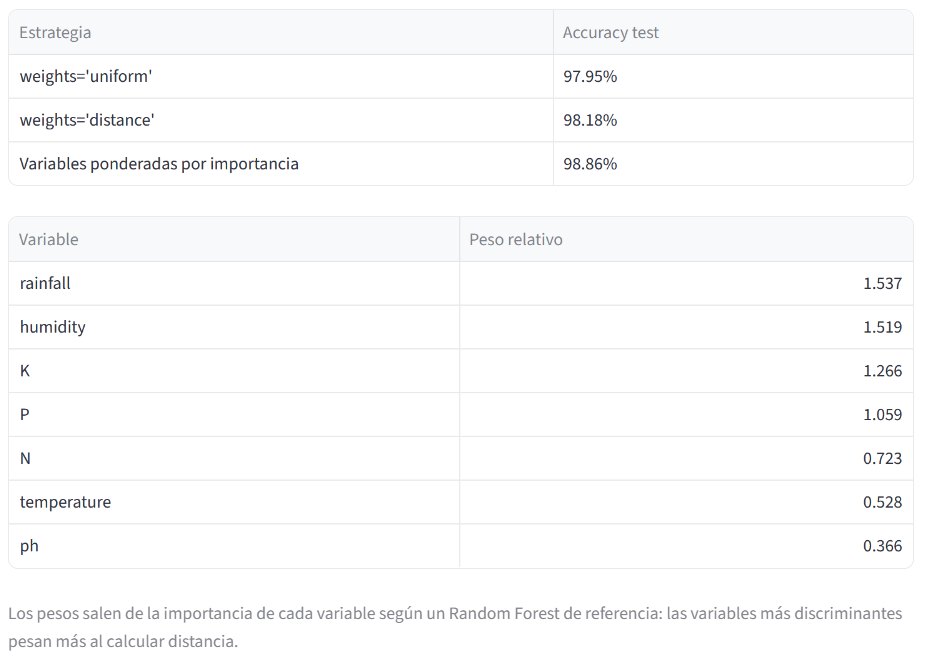 Estrategia Accuracy test
weights='uniform' 97.95%
weights='distance' 98.18%
Variables ponderadas por importancia 98.86%
Variable Peso relativo
rainfall 1.537
humidity 1.519
K 1.266
P 1.059
N 0.723
temperature 0.528
ph 0.366
Los pesos salen de la importancia de cada variable según un Random Forest de referencia: las variables más discriminantes
pesan más al calcular distancia.